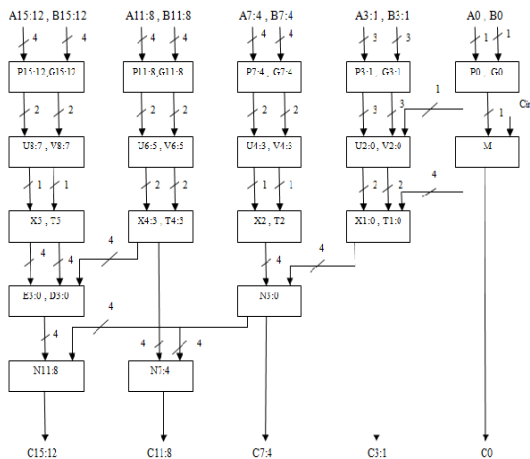 A15:12 , B15:12 A11:8 , B11:8 A7:4 , B7:4 A3:1 , B3:1 A0 , B0
4 4 4 4 4 4 3 3 1 1
P15:12,G15:12 P11:8,G11:8 P7:4 , G7:4 P3:1 , G3:1 P0 , G0
2 2 2 2 2 2 3 3 1 1 Cin
U8:7 , V8:7 U6:5 , V6:5 U4:3 , V4:3 U2:0 , V2:0 M
1 1 2 2 2 1 2 2 4
X5 , T5 X4:3 , T4:3 X2 , T2 X1:0 , T1:0
4 4 4 4 4
E3:0 , D3:0 N3:0
4 4 4 4
N11:8 N7:4
C15:12 C11:8 C7:4 C3:1 C0